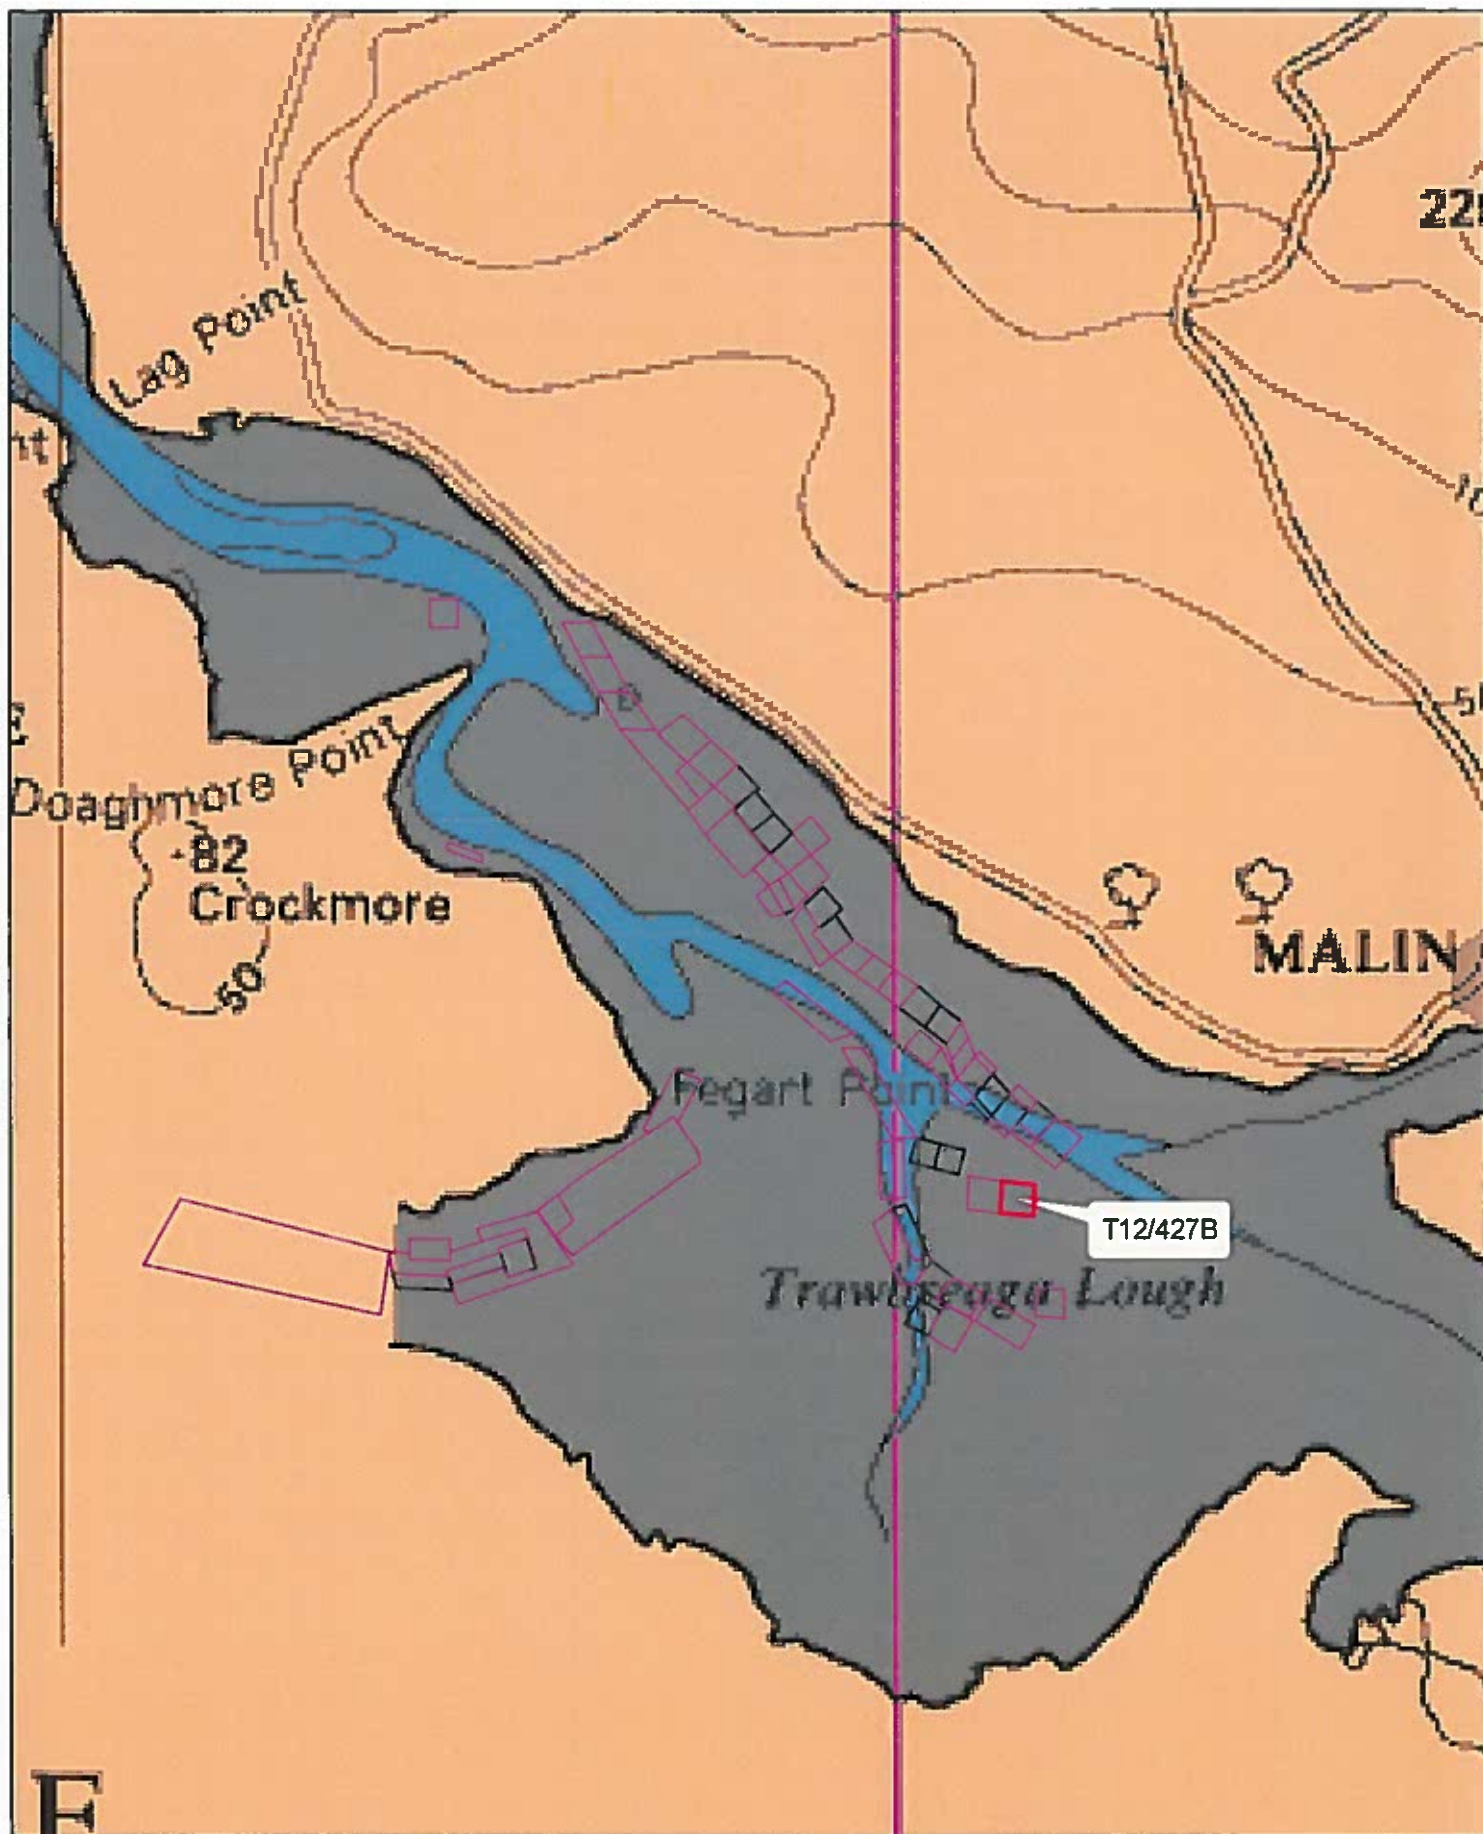 Lag Point
Doaghmore Point
82
Crockmore
50
MALIN
Fegart Point
T12/427B
Trawbreaga Lough
E